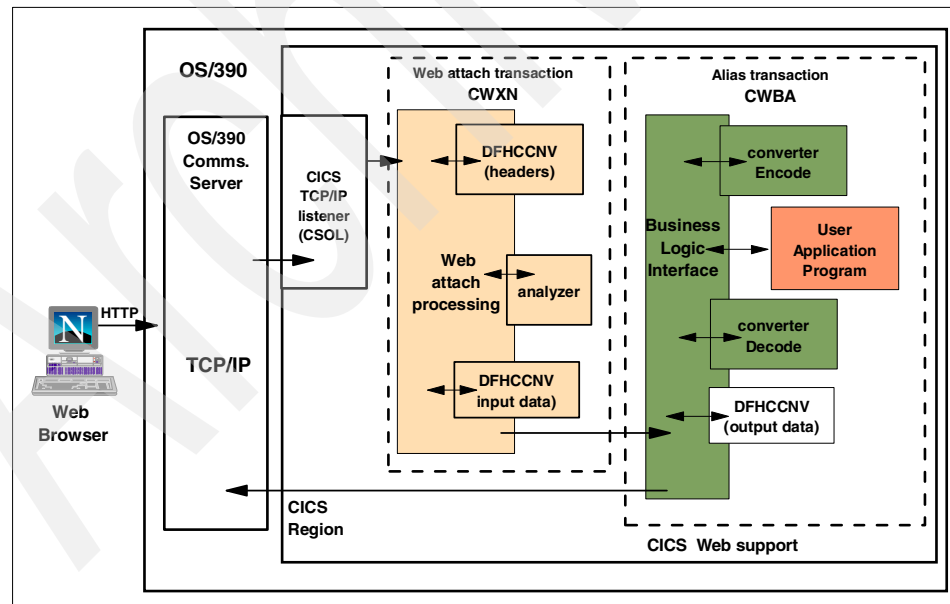 OS/390
OS/390
Comms.
Server
TCP/IP
HTTP
N
Web
Browser
CICS
TCP/IP
listener
(CSOL)
Web attach transaction
CWXN
DFHCCNV
(headers)
Web
attach
processing
analyzer
DFHCCNV
input data)
Alias transaction
CWBA
converter
Encode
Business
Logic
Interface
User
Application
Program
converter
Decode
DFHCCNV
(output data)
CICS
Region
CICS Web support